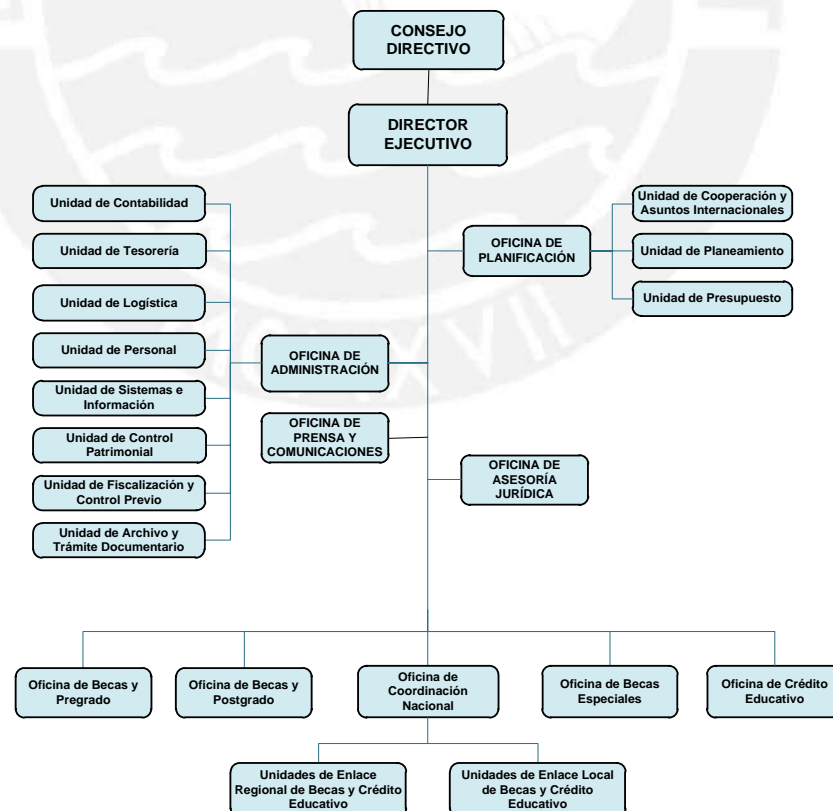 CONSEJO
DIRECTIVO
DIRECTOR
EJECUTIVO
Unidad de Contabilidad
Unidad de Tesorería
Unidad de Logística
Unidad de Personal
Unidad de Sistemas e
Información
Unidad de Control
Patrimonial
Unidad de Fiscalización y
Control Previo
Unidad de Archivo y
Trámite Documentario
OFICINA DE
ADMINISTRACIÓN
OFICINA DE
PRENSA Y
COMUNICACIONES
OFICINA DE
PLANIFICACIÓN
Unidad de Cooperación y
Asuntos Internacionales
Unidad de Planeamiento
Unidad de Presupuesto
OFICINA DE
ASESORÍA
JURÍDICA
Oficina de Becas y
Pregrado
Oficina de Becas y
Postgrado
Oficina de
Coordinación
Nacional
Oficina de Becas
Especiales
Oficina de Crédito
Educativo
Unidades de Enlace
Regional de Becas y Crédito
Educativo
Unidades de Enlace Local
de Becas y Crédito
Educativo